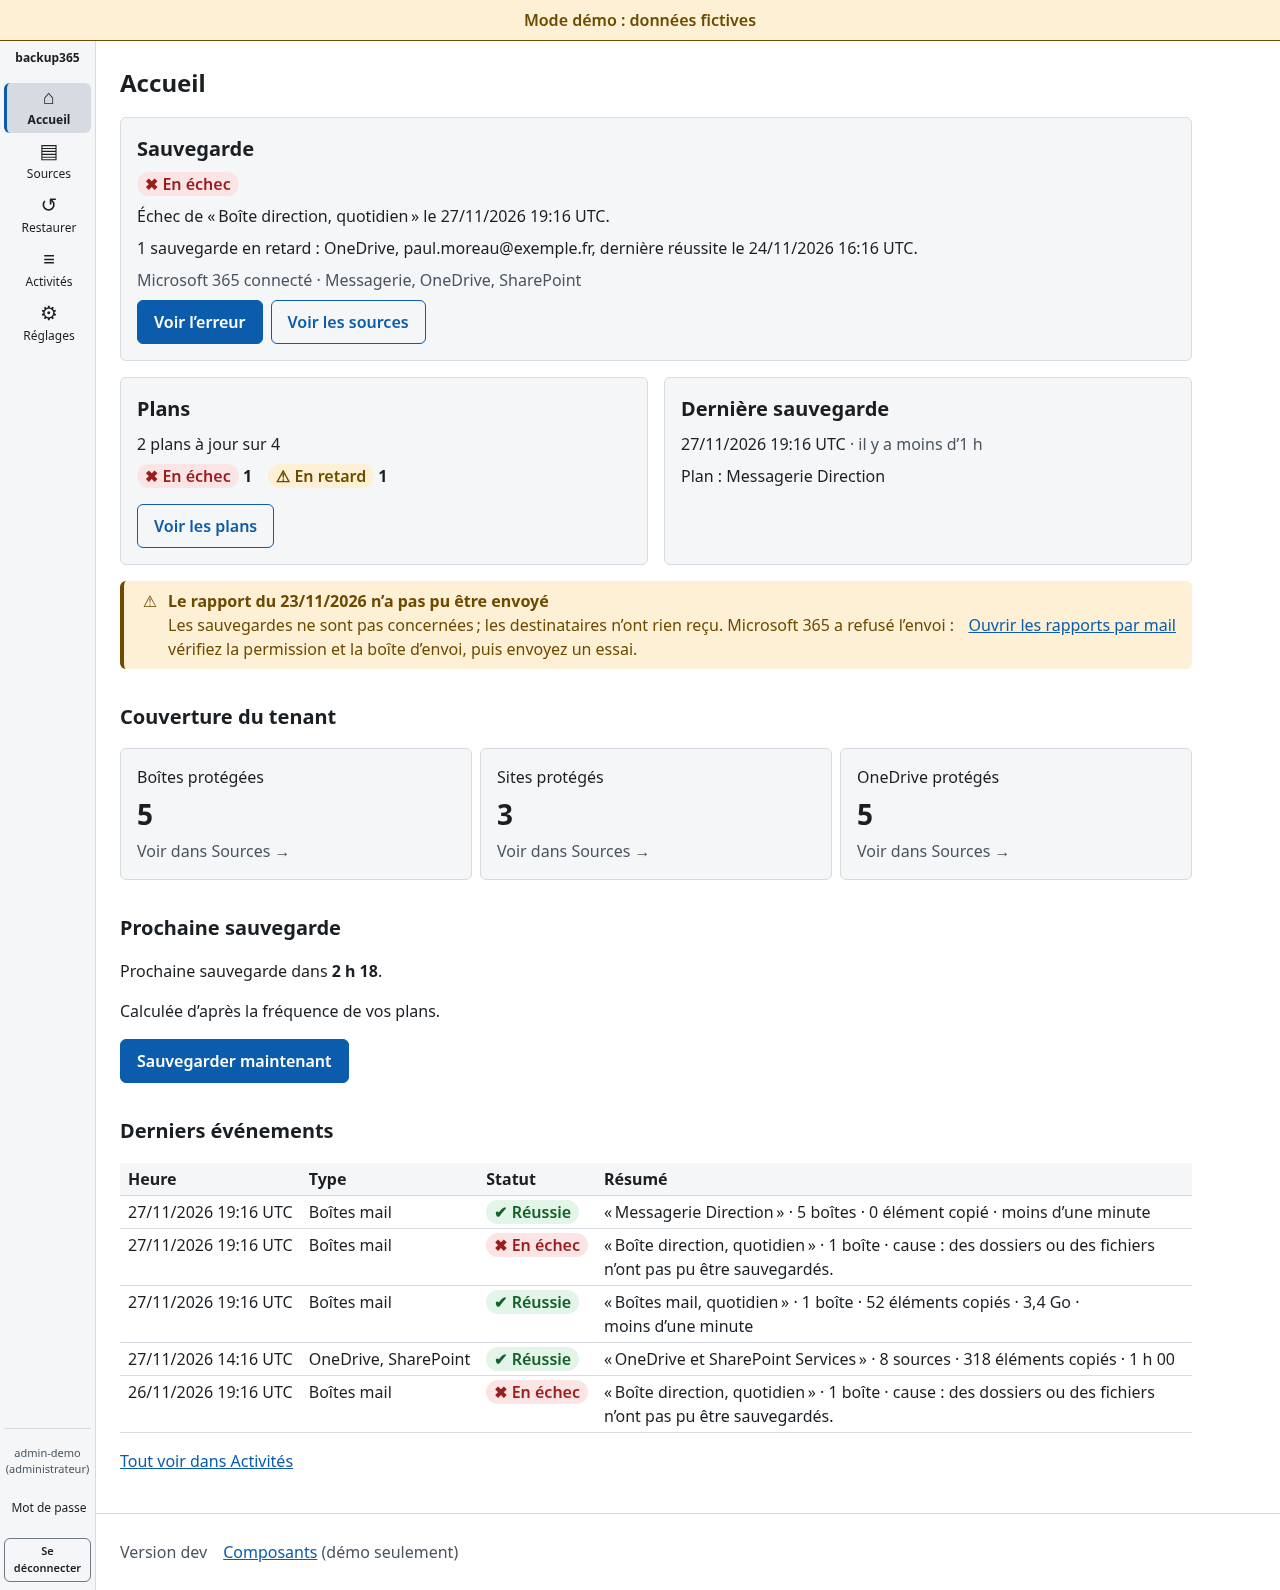 Mode démo : données fictives
backup365
Accueil
Sources
Restaurer
Activités
Réglages
admin-demo
(administrateur)
Mot de passe
Se
déconnecter
Accueil
Sauvegarde
✖ En échec
Échec de « Boîte direction, quotidien » le 27/11/2026 19:16 UTC.
1 sauvegarde en retard : OneDrive, paul.moreau@exemple.fr, dernière réussite le 24/11/2026 16:16 UTC.
Microsoft 365 connecté · Messagerie, OneDrive, SharePoint
Voir l’erreur
Voir les sources
Plans
2 plans à jour sur 4
✖ En échec 1 ⚠ En retard 1
Voir les plans
Dernière sauvegarde
27/11/2026 19:16 UTC · il y a moins d’1 h
Plan : Messagerie Direction
⚠ Le rapport du 23/11/2026 n’a pas pu être envoyé
Les sauvegardes ne sont pas concernées ; les destinataires n’ont rien reçu. Microsoft 365 a refusé l’envoi :
vérifiez la permission et la boîte d’envoi, puis envoyez un essai.
Ouvrir les rapports par mail
Couverture du tenant
Boîtes protégées
5
Voir dans Sources →
Sites protégés
3
Voir dans Sources →
OneDrive protégés
5
Voir dans Sources →
Prochaine sauvegarde
Prochaine sauvegarde dans 2 h 18.
Calculée d’après la fréquence de vos plans.
Sauvegarder maintenant
Derniers événements
Heure Type Statut Résumé
27/11/2026 19:16 UTC Boîtes mail ✔ Réussie « Messagerie Direction » · 5 boîtes · 0 élément copié · moins d’une minute
27/11/2026 19:16 UTC Boîtes mail ✖ En échec « Boîte direction, quotidien » · 1 boîte · cause : des dossiers ou des fichiers
n’ont pas pu être sauvegardés.
27/11/2026 19:16 UTC Boîtes mail ✔ Réussie « Boîtes mail, quotidien » · 1 boîte · 52 éléments copiés · 3,4 Go ·
moins d’une minute
27/11/2026 14:16 UTC OneDrive, SharePoint ✔ Réussie « OneDrive et SharePoint Services » · 8 sources · 318 éléments copiés · 1 h 00
26/11/2026 19:16 UTC Boîtes mail ✖ En échec « Boîte direction, quotidien » · 1 boîte · cause : des dossiers ou des fichiers
n’ont pas pu être sauvegardés.
Tout voir dans Activités
Version dev Composants (démo seulement)